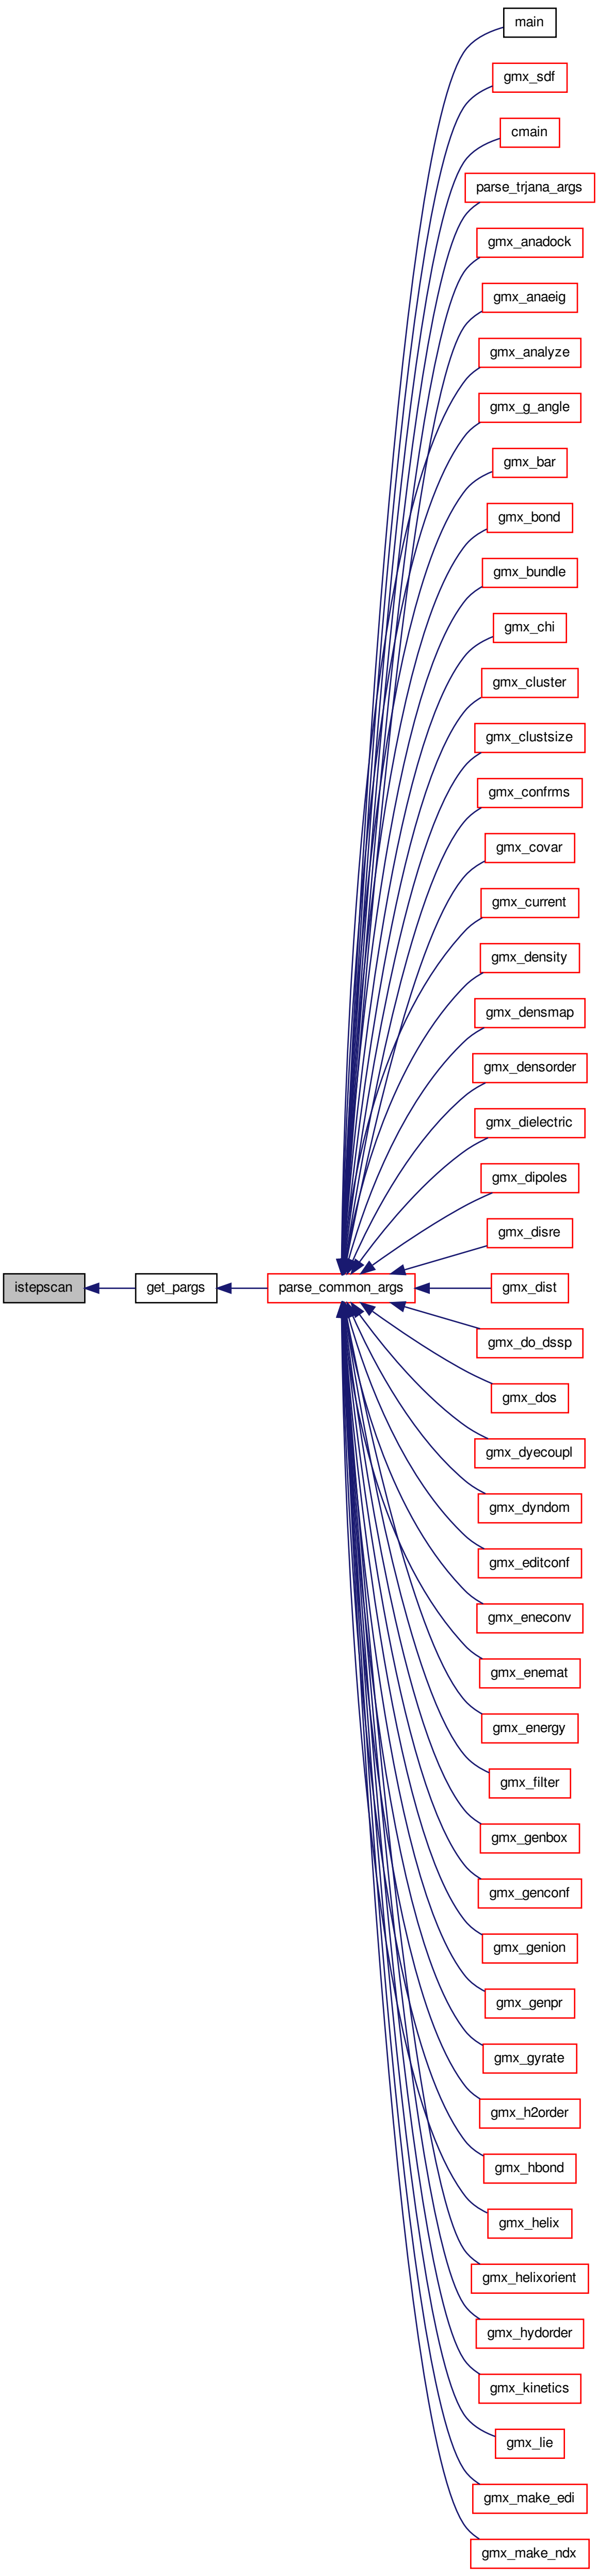 main
gmx_sdf
cmain
parse_trjana_args
gmx_anadock
gmx_anaeig
gmx_analyze
gmx_g_angle
gmx_bar
gmx_bond
gmx_bundle
gmx_chi
gmx_cluster
gmx_clustsize
gmx_confrms
gmx_covar
gmx_current
gmx_density
gmx_densmap
gmx_densorder
gmx_dielectric
gmx_dipoles
gmx_disre
istepscan get_pargs parse_common_args gmx_dist
gmx_do_dssp
gmx_dos
gmx_dyecoupl
gmx_dyndom
gmx_editconf
gmx_eneconv
gmx_enemat
gmx_energy
gmx_filter
gmx_genbox
gmx_genconf
gmx_genion
gmx_genpr
gmx_gyrate
gmx_h2order
gmx_hbond
gmx_helix
gmx_helixorient
gmx_hydorder
gmx_kinetics
gmx_lie
gmx_make_edi
gmx_make_ndx